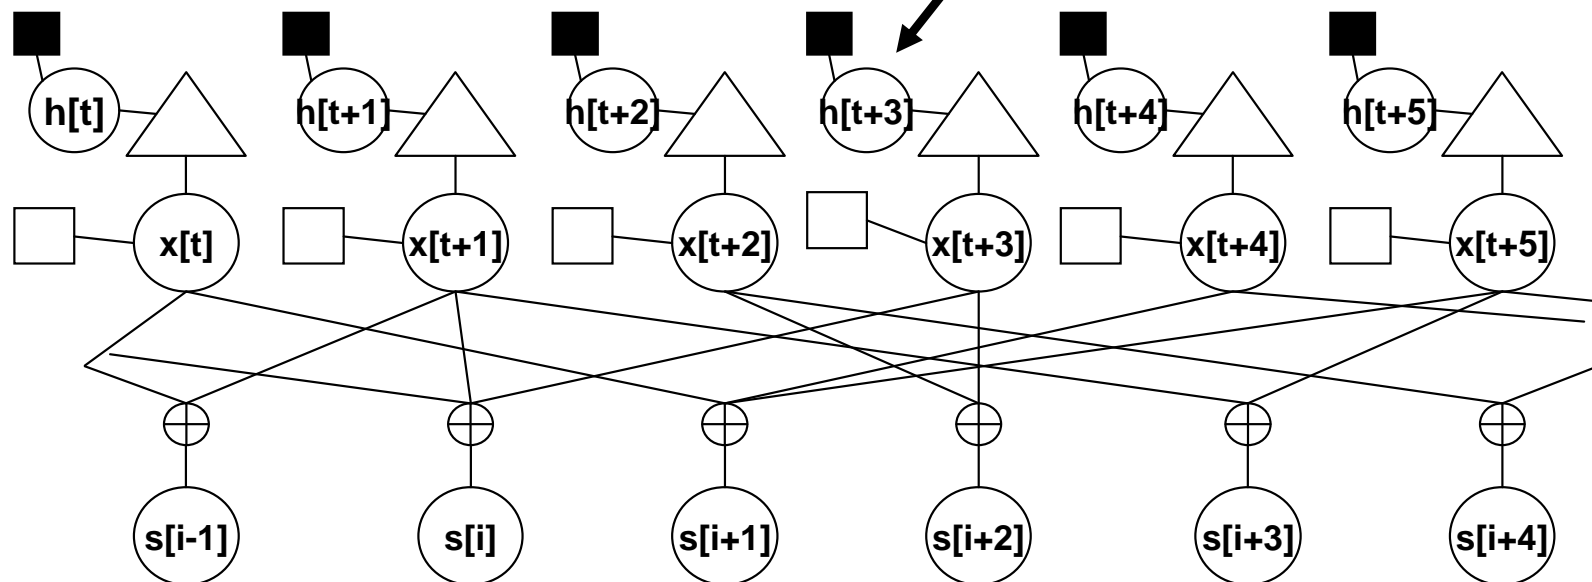 h[t] h[t+1] h[t+2] h[t+3] h[t+4] h[t+5]
x[t] x[t+1] x[t+2] x[t+3] x[t+4] x[t+5]
s[i-1] s[i] s[i+1] s[i+2] s[i+3] s[i+4]